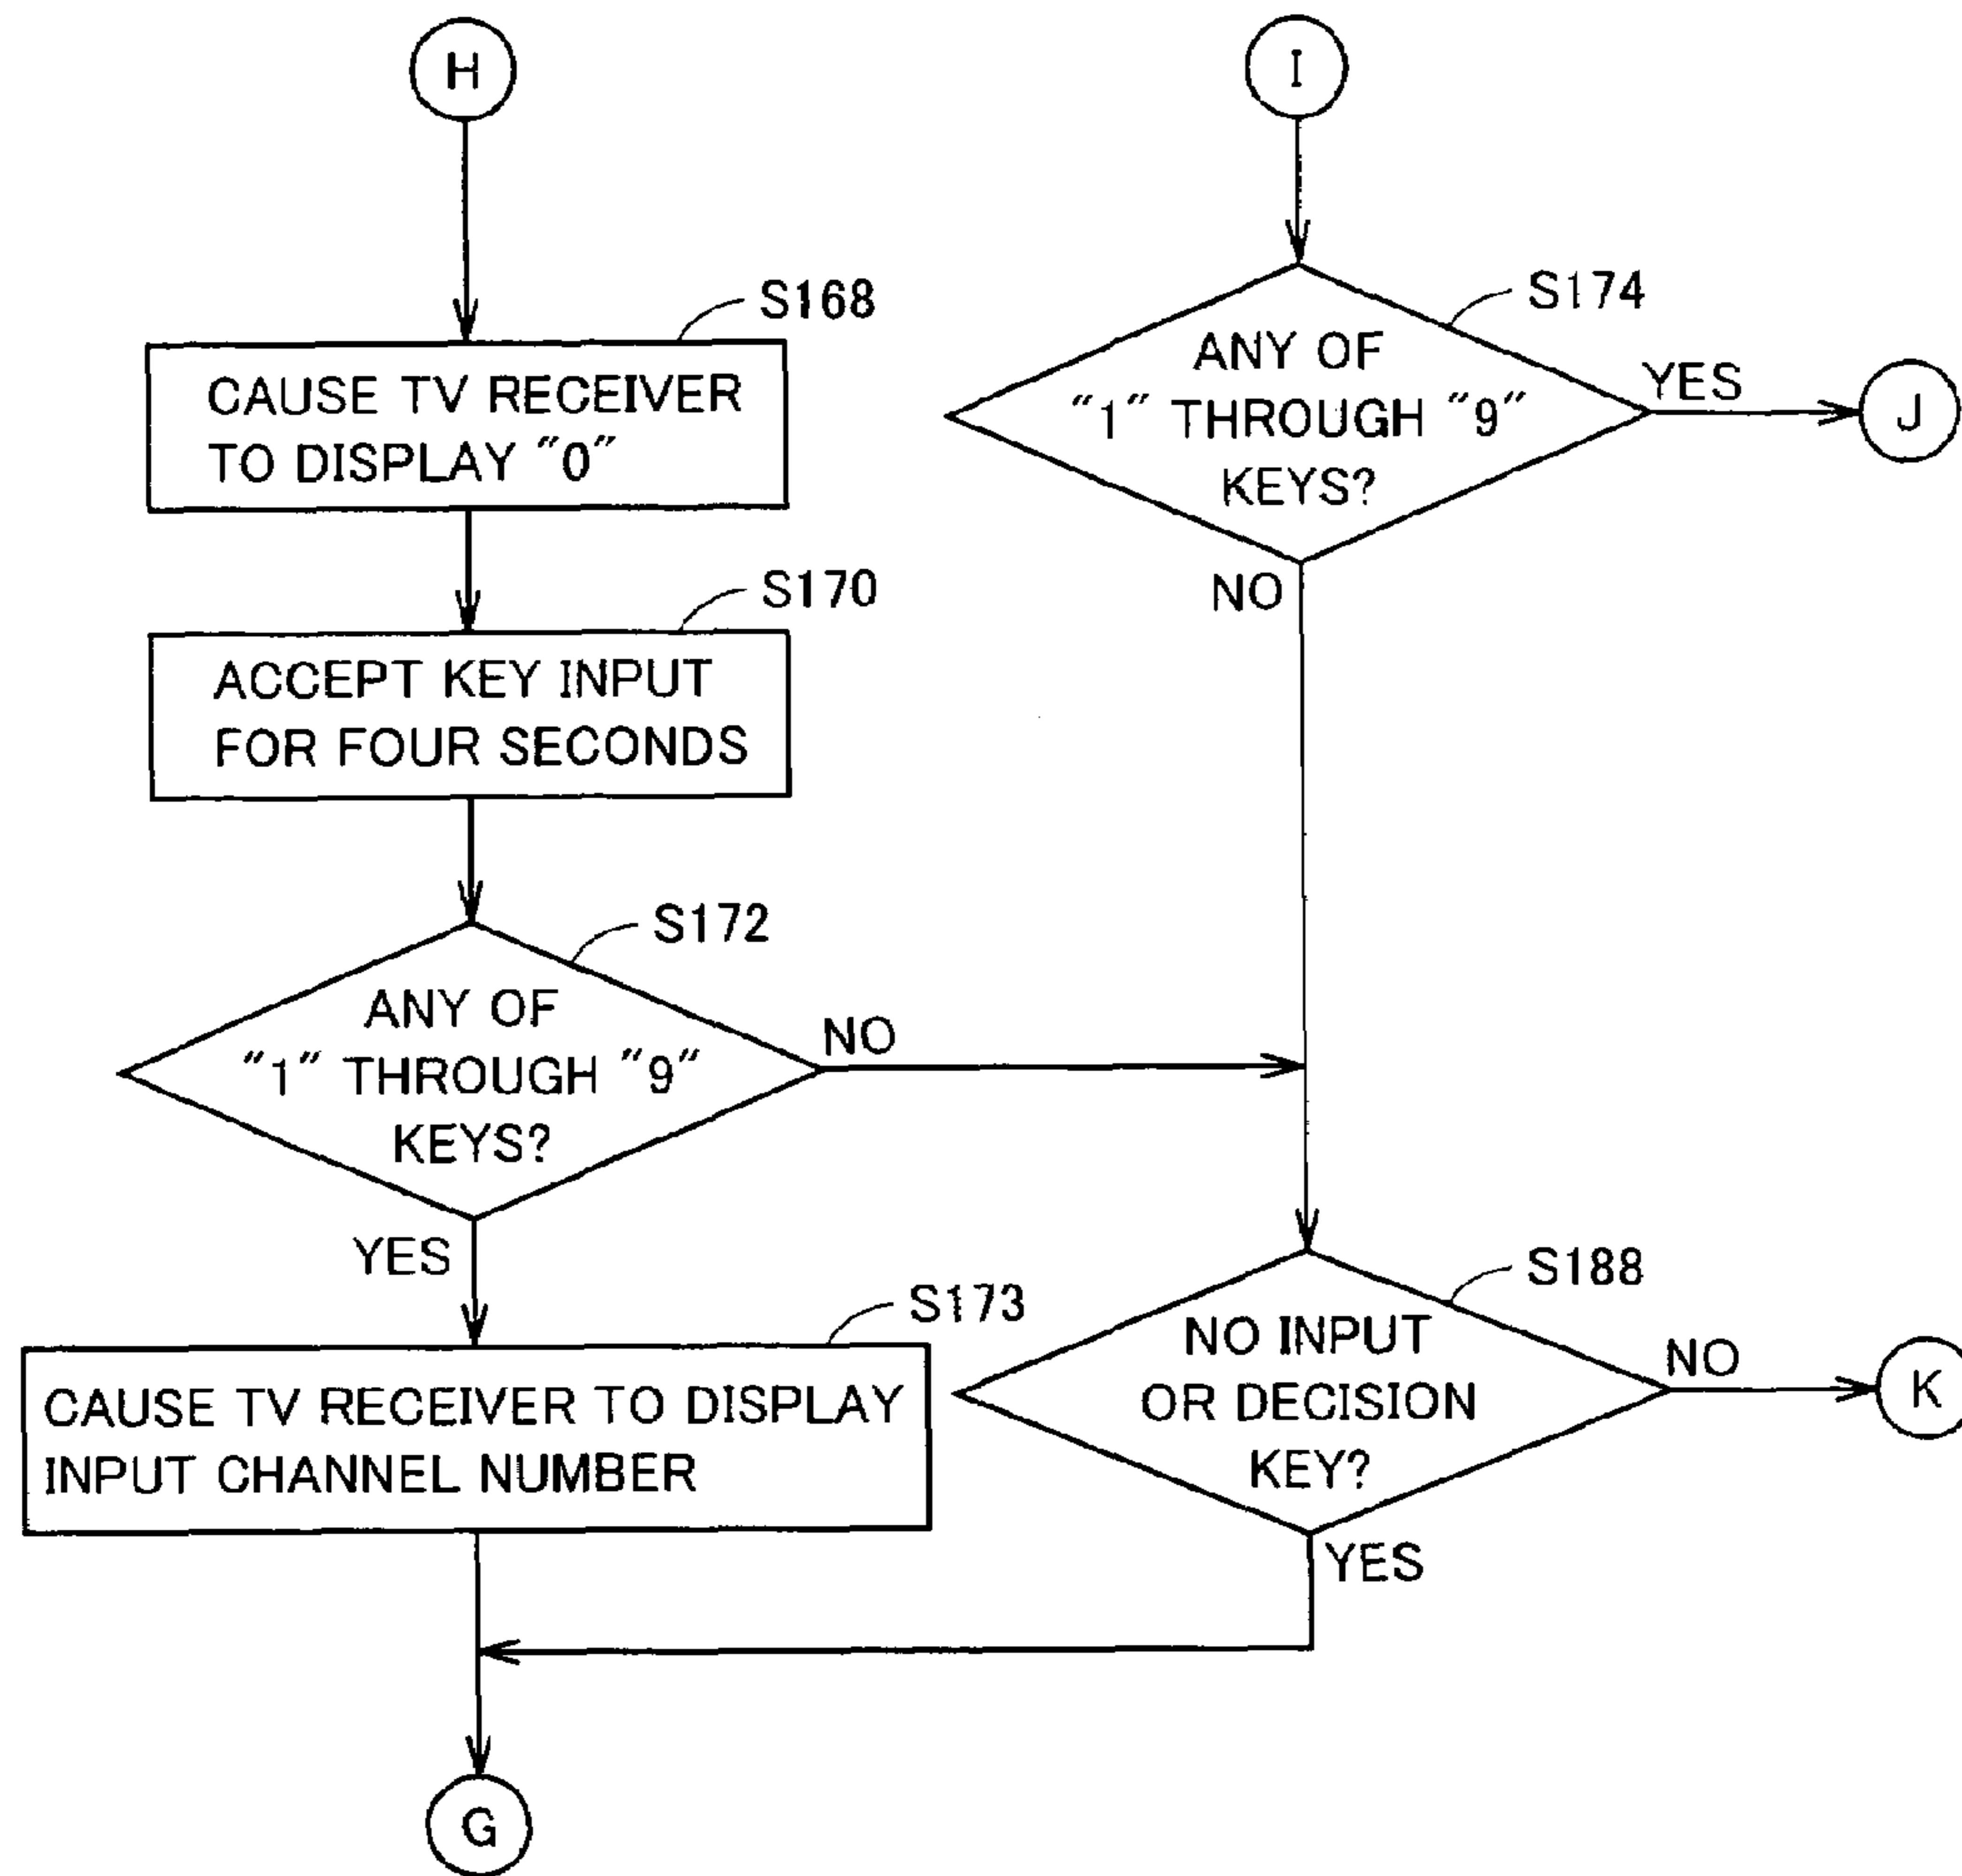 H
S168
CAUSE TV RECEIVER
TO DISPLAY "0"
S170
ACCEPT KEY INPUT
FOR FOUR SECONDS
S172
ANY OF
"1" THROUGH "9"
KEYS?
NO
YES
S173
CAUSE TV RECEIVER TO DISPLAY
INPUT CHANNEL NUMBER
G
I
S174
ANY OF
"1" THROUGH "9"
KEYS?
YES
J
NO
S188
NO INPUT
OR DECISION
KEY?
NO
K
YES